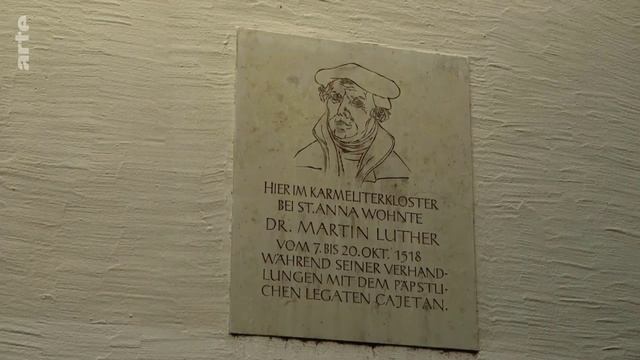 arte
HIER IM KARMELITERKLOSTER
BEI ST. ANNA WOHNTE
DR. MARTIN LUTHER
VOM 7. BIS 20. OKT. 1518
WÄHREND SEINER VERHAND-
LUNGEN MIT DEM PÄPSTLI-
CHEN LEGATEN CAJETAN.